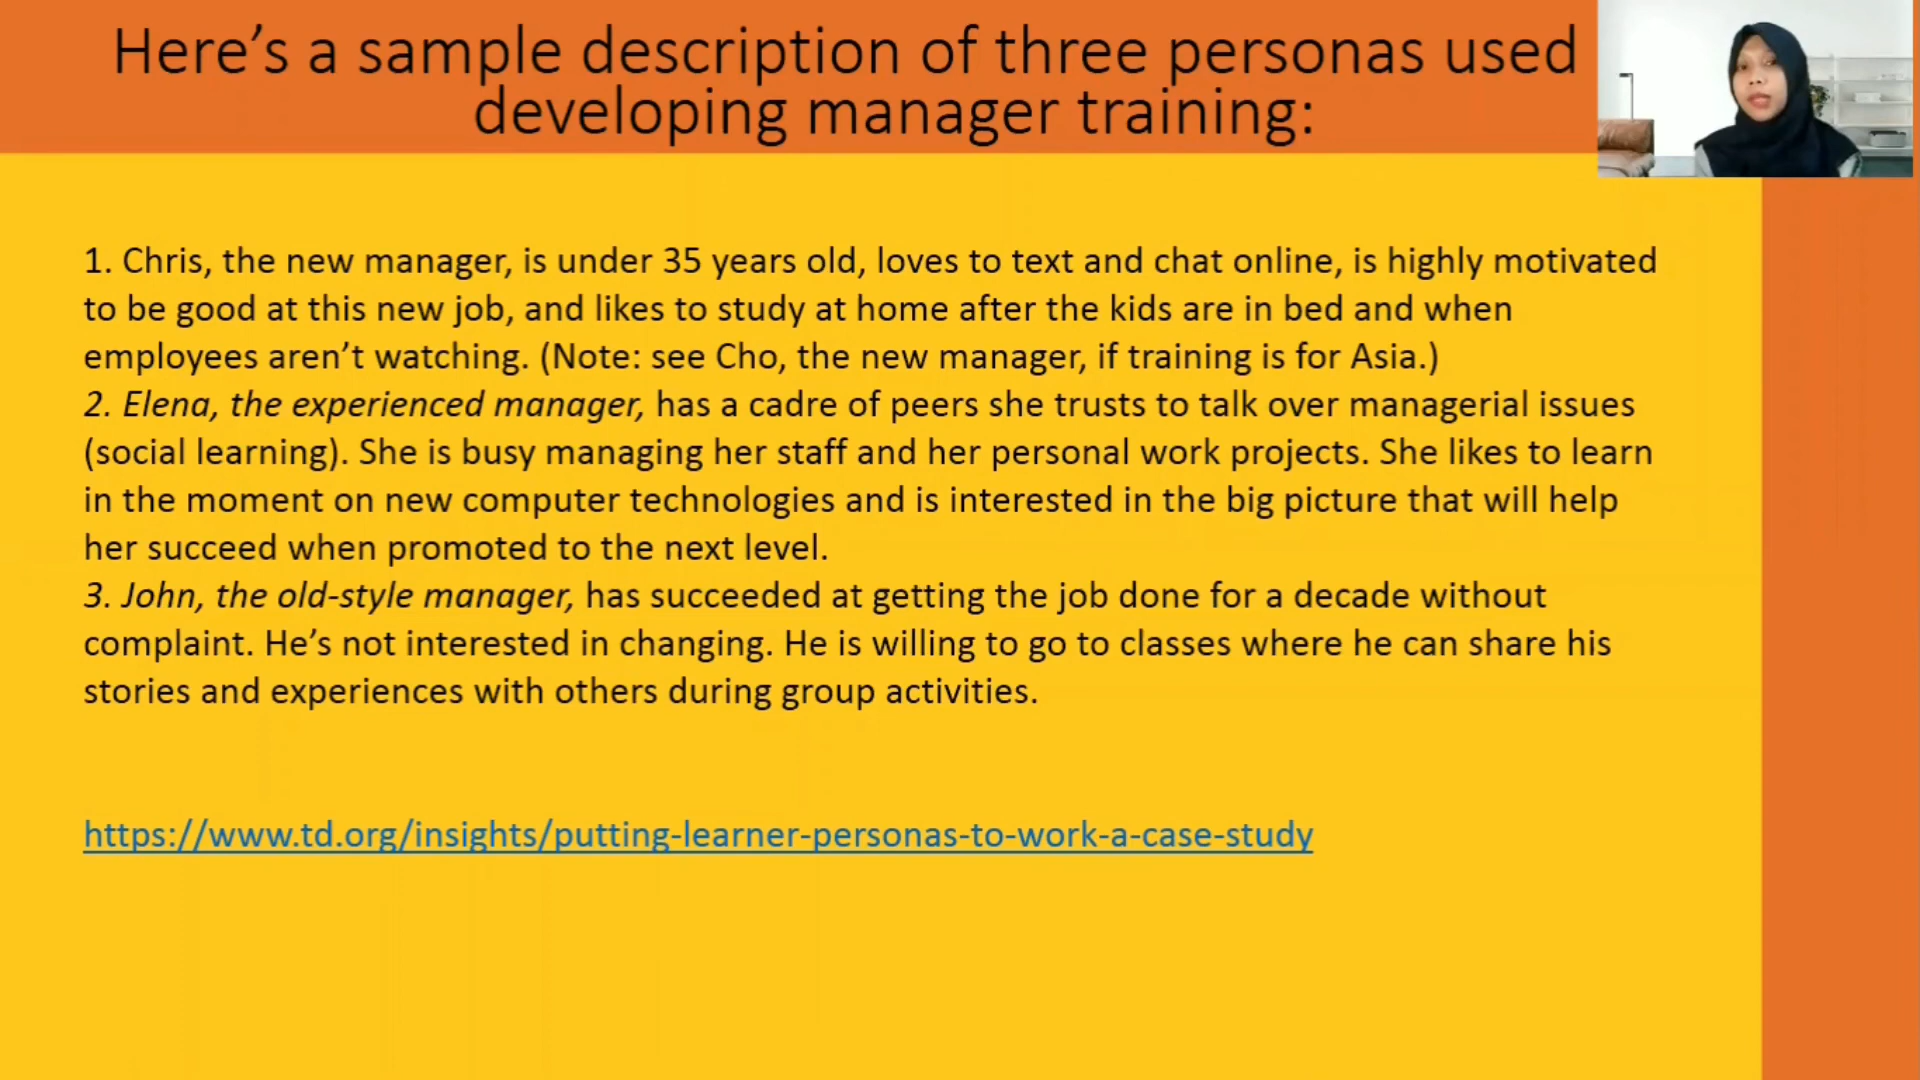 Here’s a sample description of three personas used
developing manager training:
1. Chris, the new manager, is under 35 years old, loves to text and chat online, is highly motivated
to be good at this new job, and likes to study at home after the kids are in bed and when
employees aren’t watching. (Note: see Cho, the new manager, if training is for Asia.)
2. Elena, the experienced manager, has a cadre of peers she trusts to talk over managerial issues
(social learning). She is busy managing her staff and her personal work projects. She likes to learn
in the moment on new computer technologies and is interested in the big picture that will help
her succeed when promoted to the next level.
3. John, the old-style manager, has succeeded at getting the job done for a decade without
complaint. He’s not interested in changing. He is willing to go to classes where he can share his
stories and experiences with others during group activities.
https://www.td.org/insights/putting-learner-personas-to-work-a-case-study